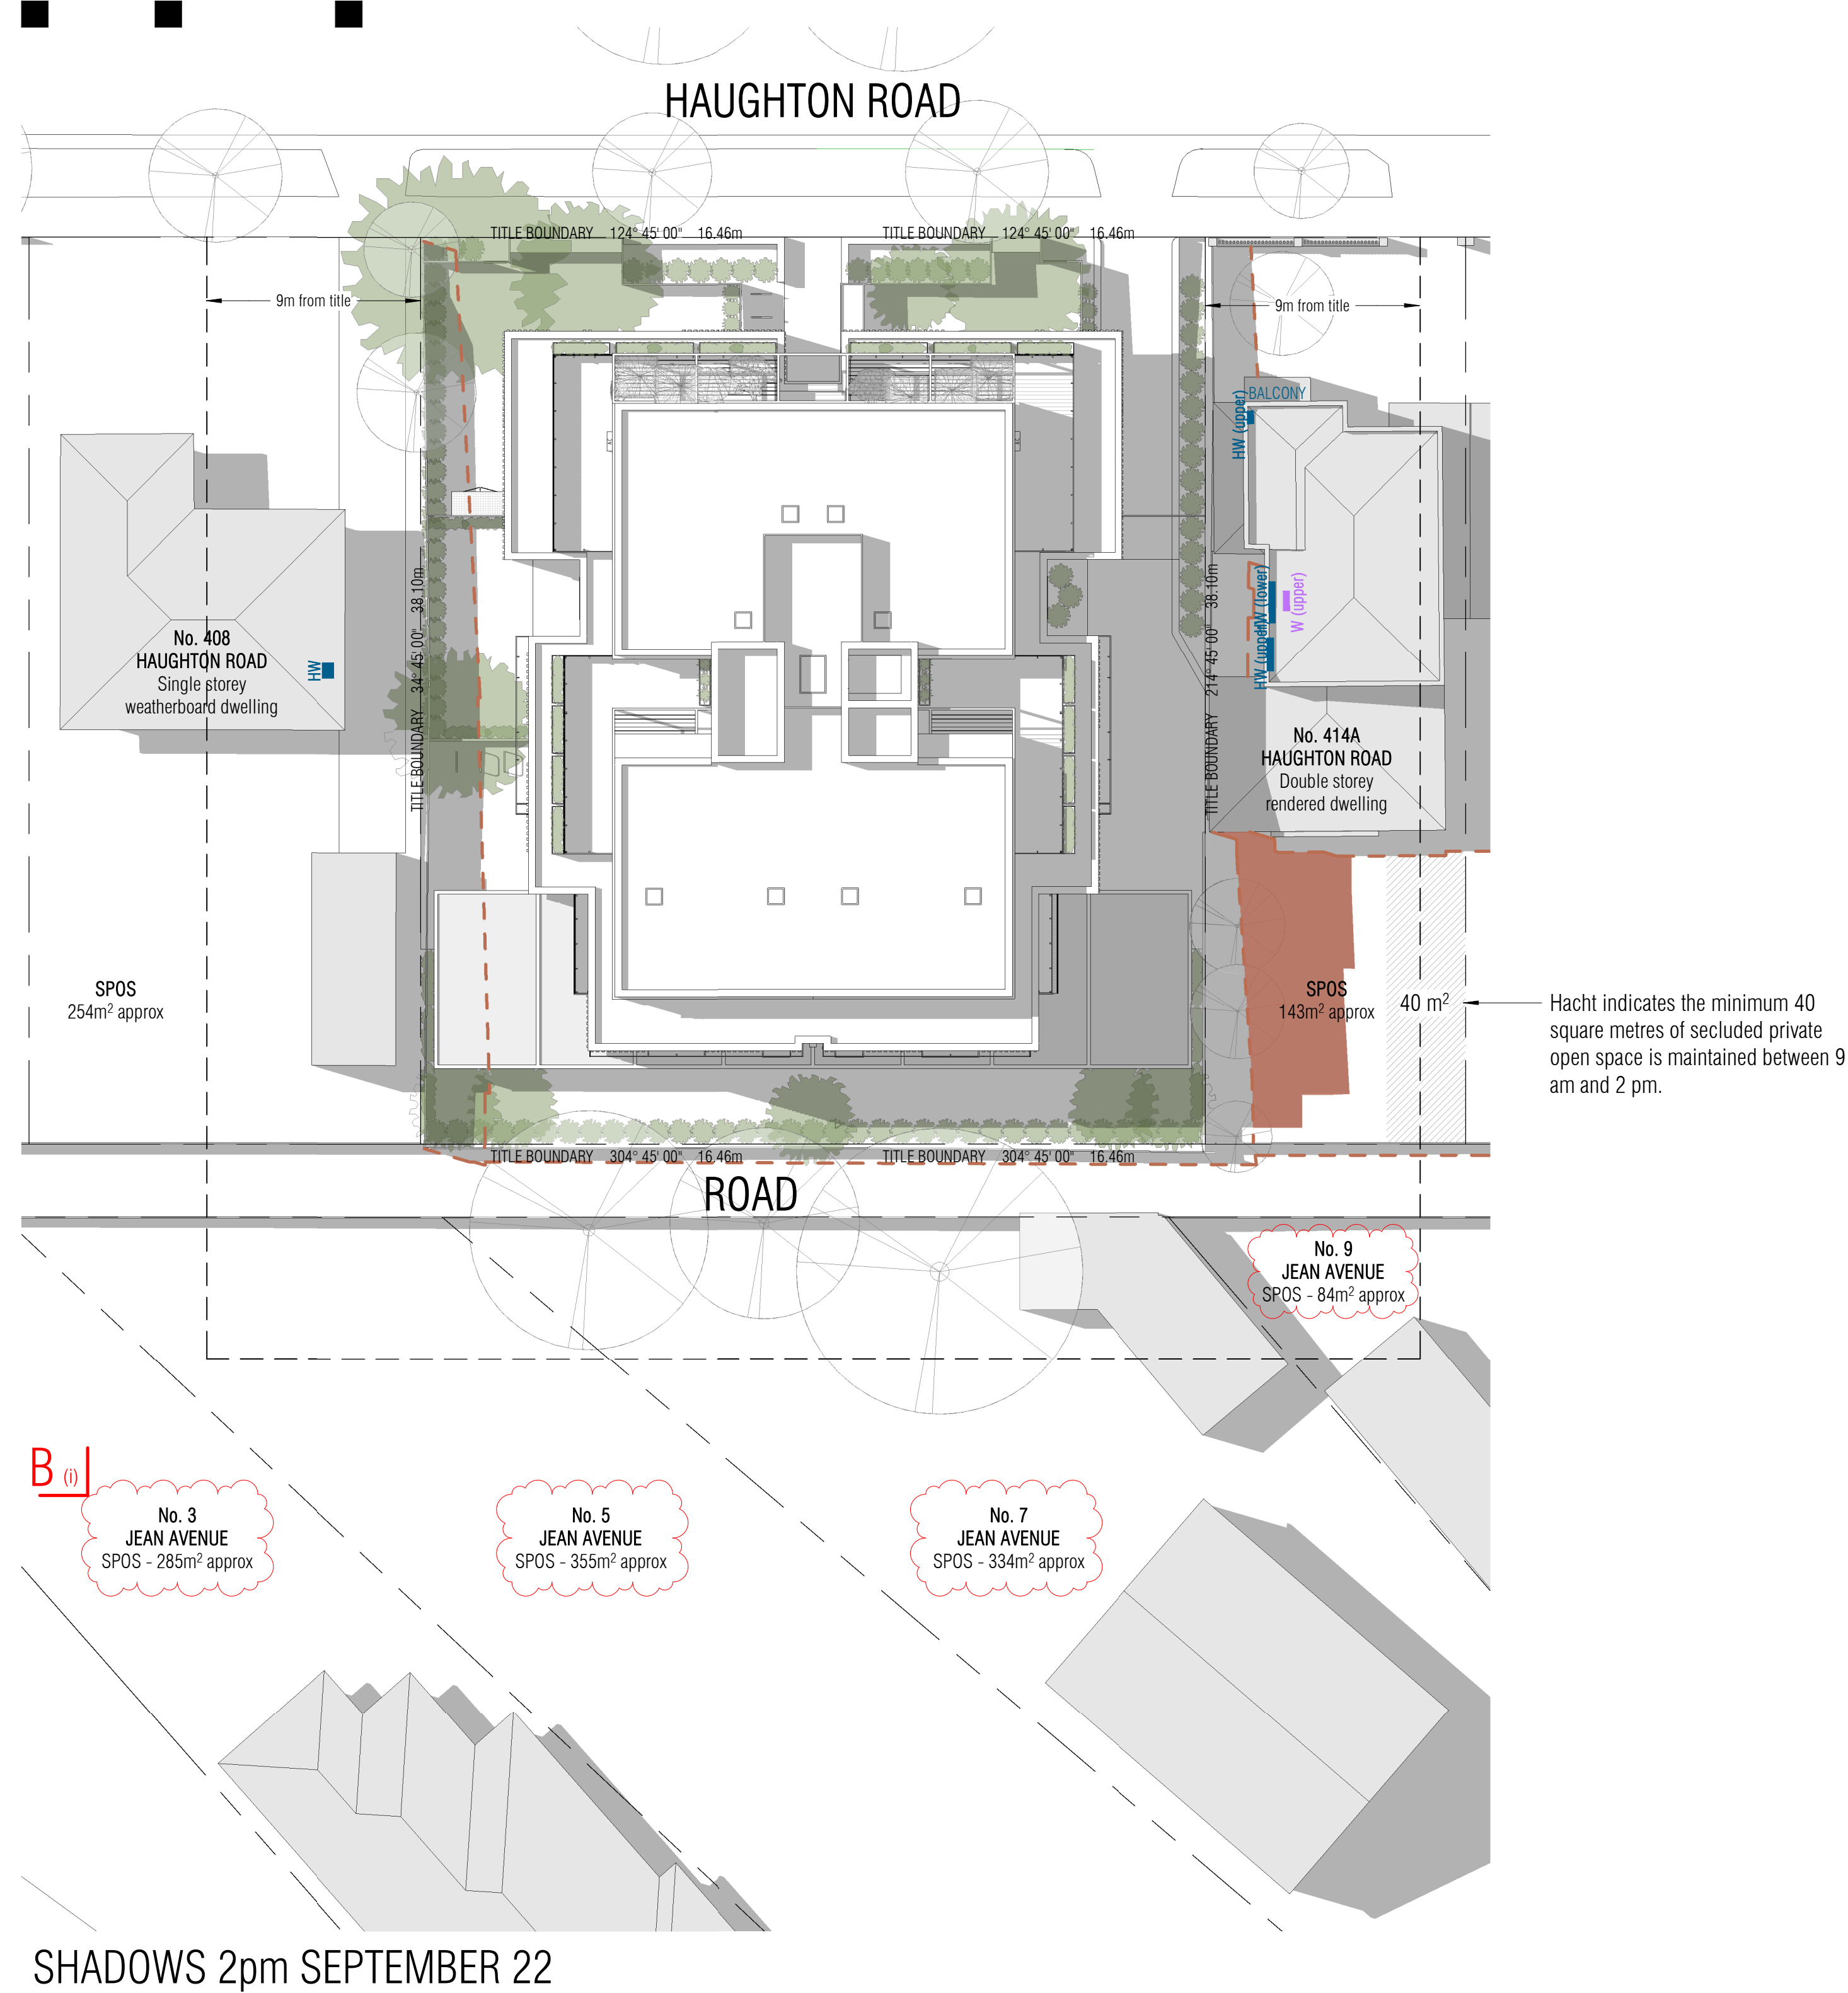 HAUGHTON ROAD
TITLE BOUNDARY 124° 45' 00" 16.46m
TITLE BOUNDARY 124° 45' 00" 16.46m
9m from title
9m from title
BALCONY
HW (upper)
AC
AC
HW (lower)
W (upper)
HW (upper)
TITLE BOUNDARY 34° 45' 00" 38.10m
TITLE BOUNDARY 214° 45' 00" 38.10m
No. 408
HAUGHTON ROAD
Single storey
weatherboard dwelling
HW
No. 414A
HAUGHTON ROAD
Double storey
rendered dwelling
SPOS
254m² approx
SPOS
143m² approx
40 m²
Hacht indicates the minimum 40
square metres of secluded private
open space is maintained between 9
am and 2 pm.
TITLE BOUNDARY 304° 45' 00" 16.46m
TITLE BOUNDARY 304° 45' 00" 16.46m
ROAD
No. 9
JEAN AVENUE
SPOS - 84m² approx
B (i)
No. 3
JEAN AVENUE
SPOS - 285m² approx
No. 5
JEAN AVENUE
SPOS - 355m² approx
No. 7
JEAN AVENUE
SPOS - 334m² approx
SHADOWS 2pm SEPTEMBER 22